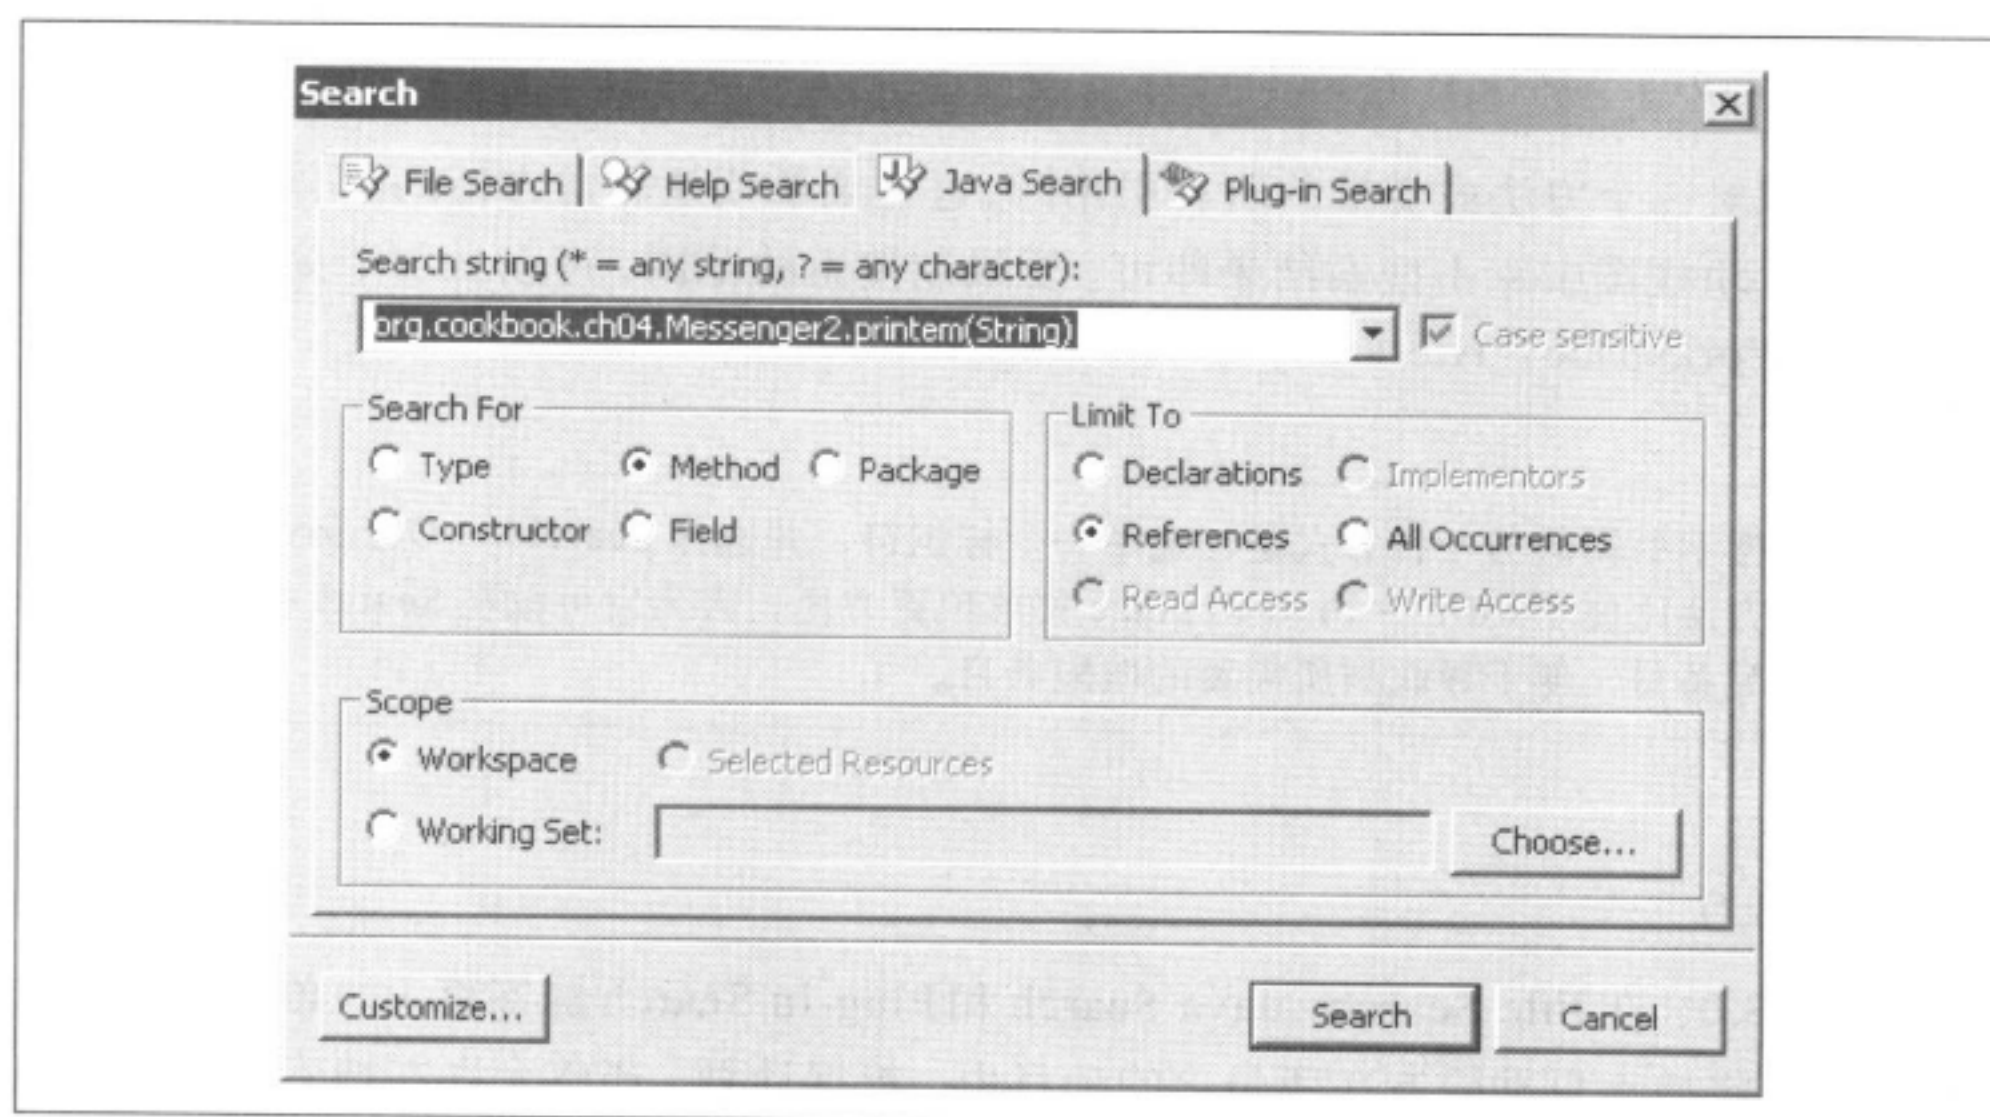 Search
File Search
Help Search
Java Search
Plug-in Search
Search string (* = any string, ? = any character):
org.cookbook.ch04.Messenger2.printem(String)
Case sensitive
Search For
Type
Method
Package
Constructor
Field
Limit To
Declarations
Implementors
References
All Occurrences
Read Access
Write Access
Scope
Workspace
Selected Resources
Working Set:
Choose...
Customize...
Search
Cancel